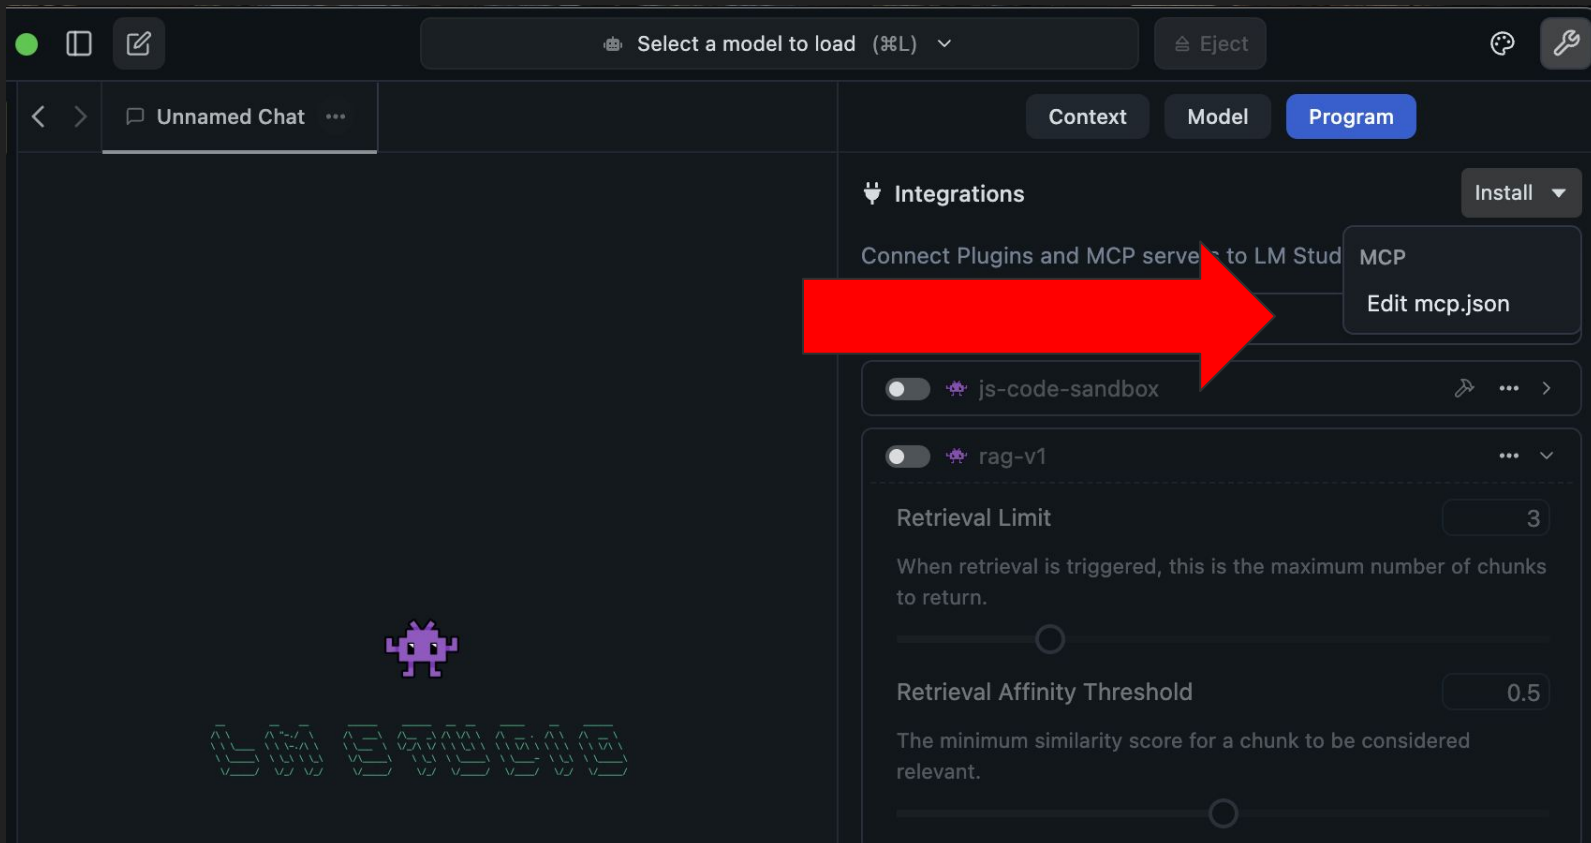 Select a model to load (⌘L)
Eject
Unnamed Chat ...
Context Model Program
Integrations
Install
Connect Plugins and MCP servers to LM Stud
MCP
Edit mcp.json
js-code-sandbox
rag-v1
Retrieval Limit
3
When retrieval is triggered, this is the maximum number of chunks
to return.
Retrieval Affinity Threshold
0.5
The minimum similarity score for a chunk to be considered
relevant.
LM STUDIO